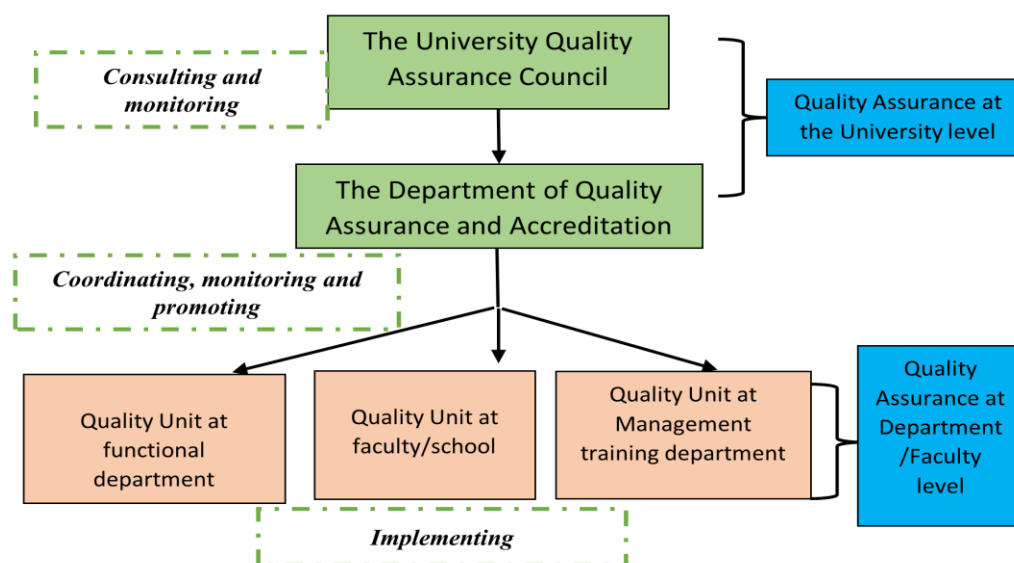 The University Quality
Assurance Council
Consulting and
monitoring
Quality Assurance at
the University level
The Department of Quality
Assurance and Accreditation
Coordinating, monitoring and
promoting
Quality Unit at
functional
department
Quality Unit at
faculty/school
Quality Unit at
Management
training department
Quality
Assurance at
Department
/Faculty
level
Implementing